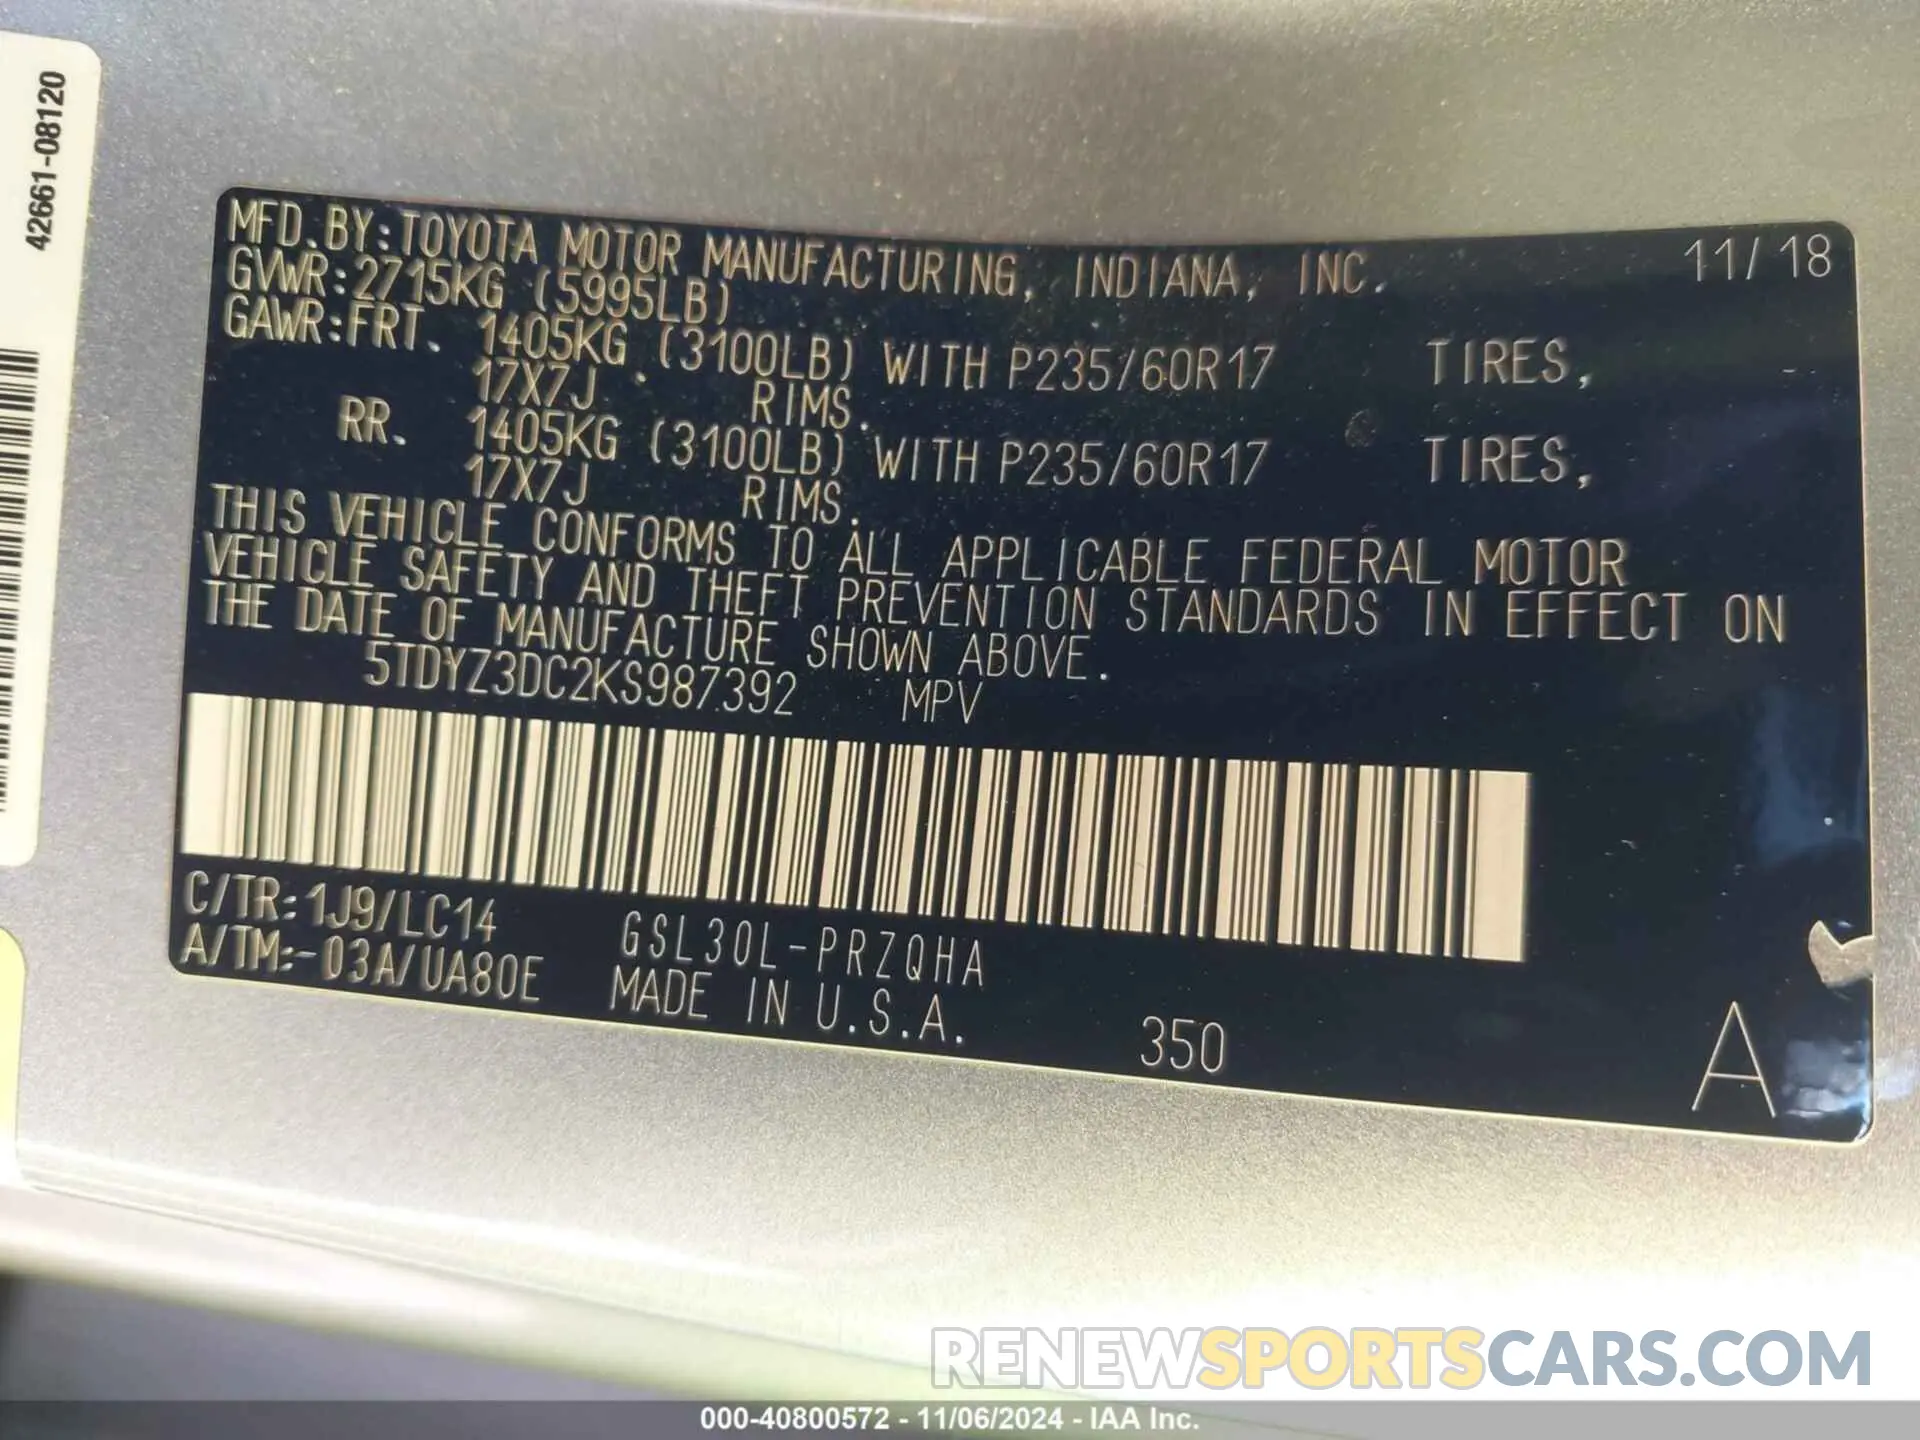 42661-08120
MFD.BY:TOYOTA MOTOR MANUFACTURING, INDIANA, INC. 11/18
GVWR:2715KG (5995LB)
GAWR:FRT. 1405KG (3100LB) WITH P235/60R17 TIRES,
17X7J RIMS.
RR. 1405KG (3100LB) WITH P235/60R17 TIRES,
17X7J RIMS.
THIS VEHICLE CONFORMS TO ALL APPLICABLE FEDERAL MOTOR
VEHICLE SAFETY AND THEFT PREVENTION STANDARDS IN EFFECT ON
THE DATE OF MANUFACTURE SHOWN ABOVE.
5TDYZ3DC2KS987392 MPV
C/TR:1J9/LC14 GSL30L-PRZQHA
A/TM:-03A/UA80E MADE IN U.S.A. 350 A
RENEWSPORTSCARS.COM
000-40800572 - 11/06/2024 - IAA Inc.